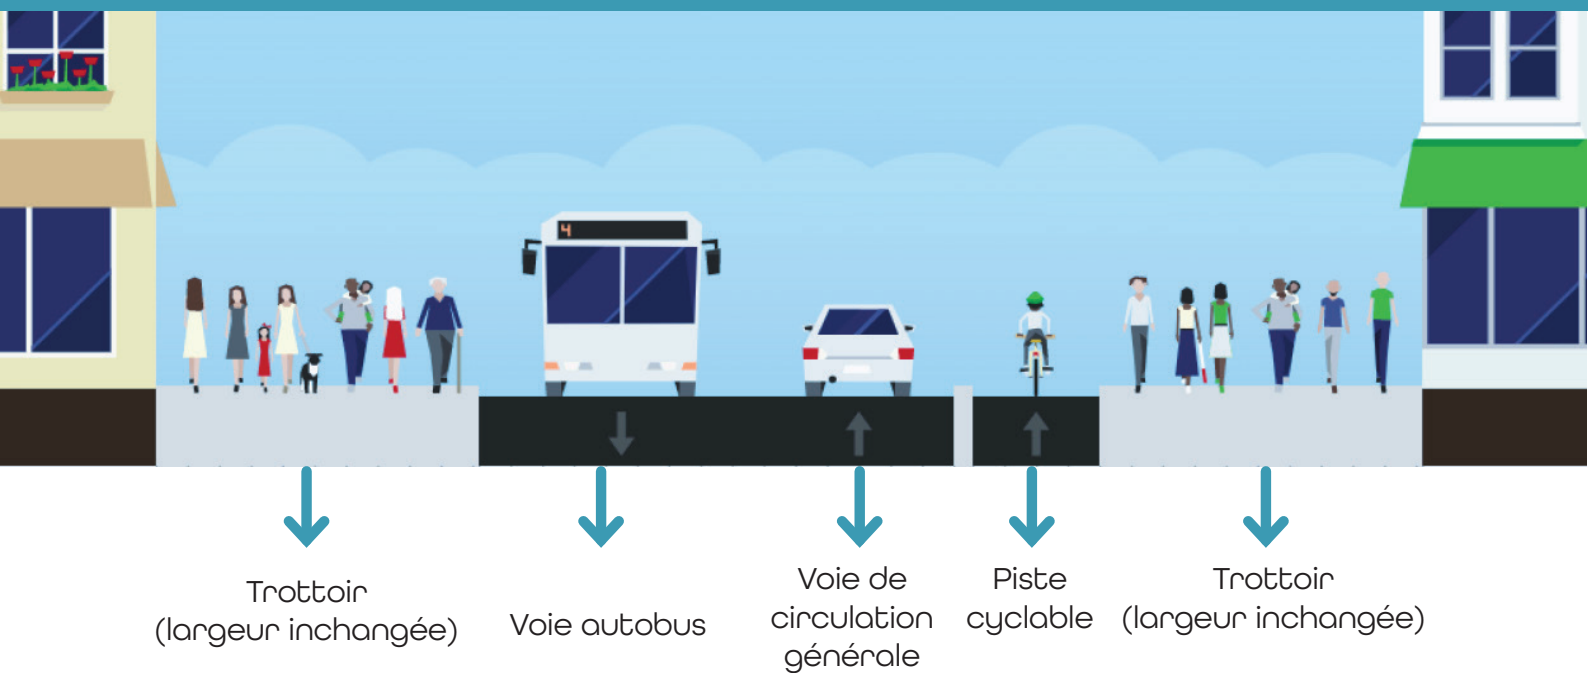 4
Trottoir
(largeur inchangée)
Voie autobus
Voie de
circulation
générale
Piste
cyclable
Trottoir
(largeur inchangée)